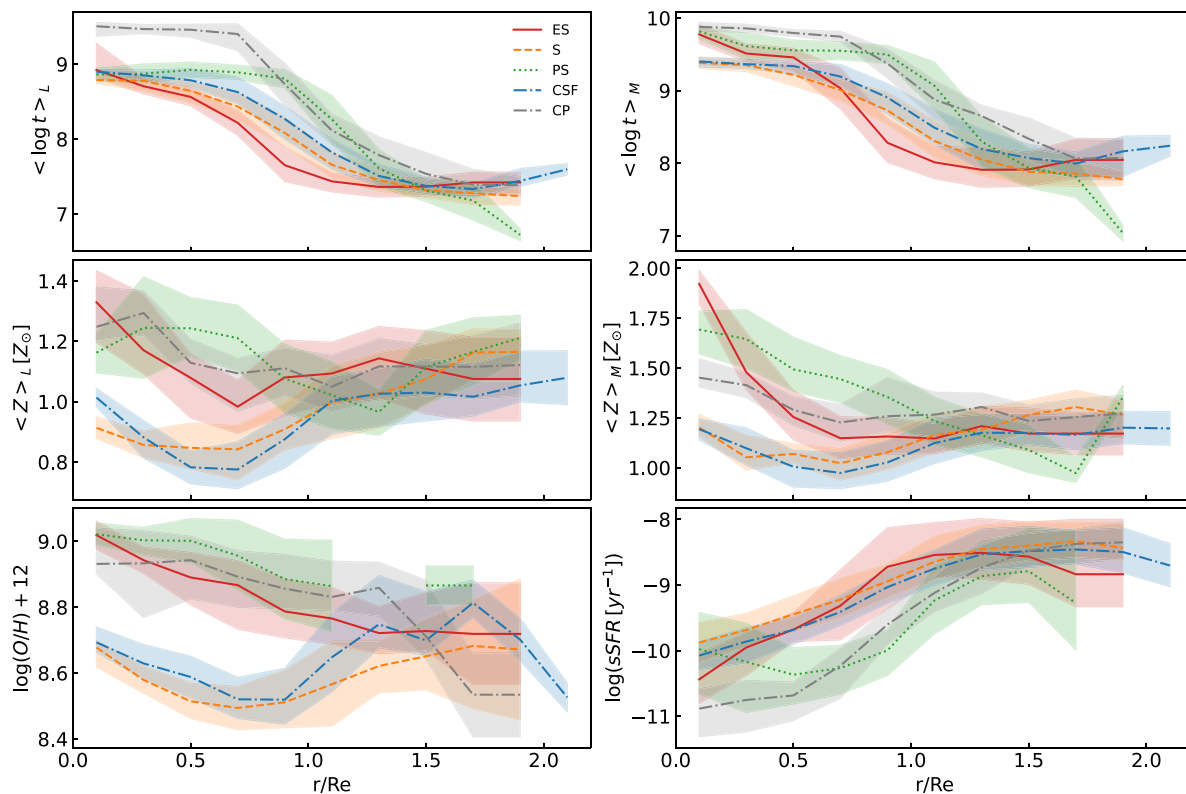 < log t >L
9
8
7
ES
S
PS
CSF
CP
< log t >M
10
9
8
7
6
< Z >L [Z⊙]
1.4
1.2
1.0
0.8
< Z >M [Z⊙]
2.00
1.75
1.50
1.25
1.00
log(O/H) + 12
9.0
8.8
8.6
8.4
0.0 0.5 1.0 1.5 2.0
r/Re
log(sSFR [yr⁻¹])
−8
−9
−10
−11
0.0 0.5 1.0 1.5 2.0
r/Re